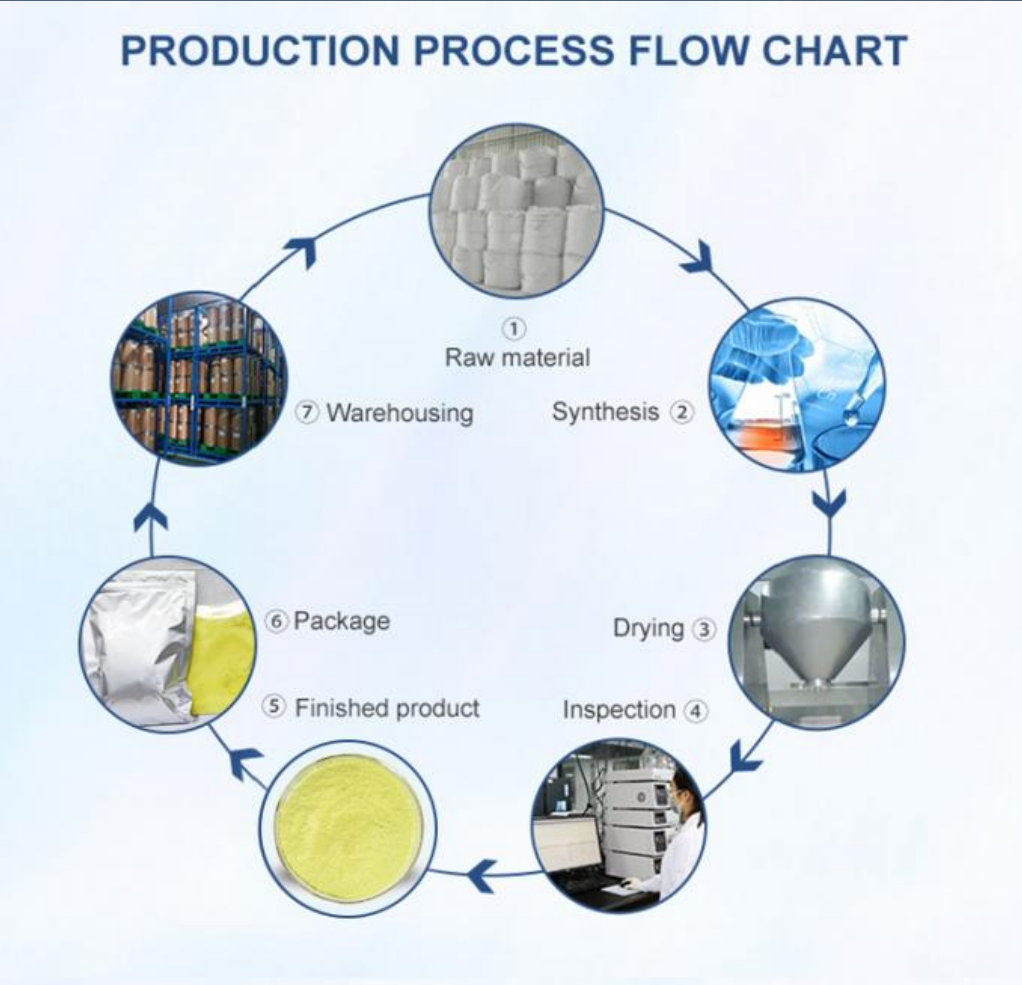 PRODUCTION PROCESS FLOW CHART
① 
Raw material
Synthesis ②
Drying ③
Inspection ④
⑤ Finished product
⑥ Package
⑦ Warehousing